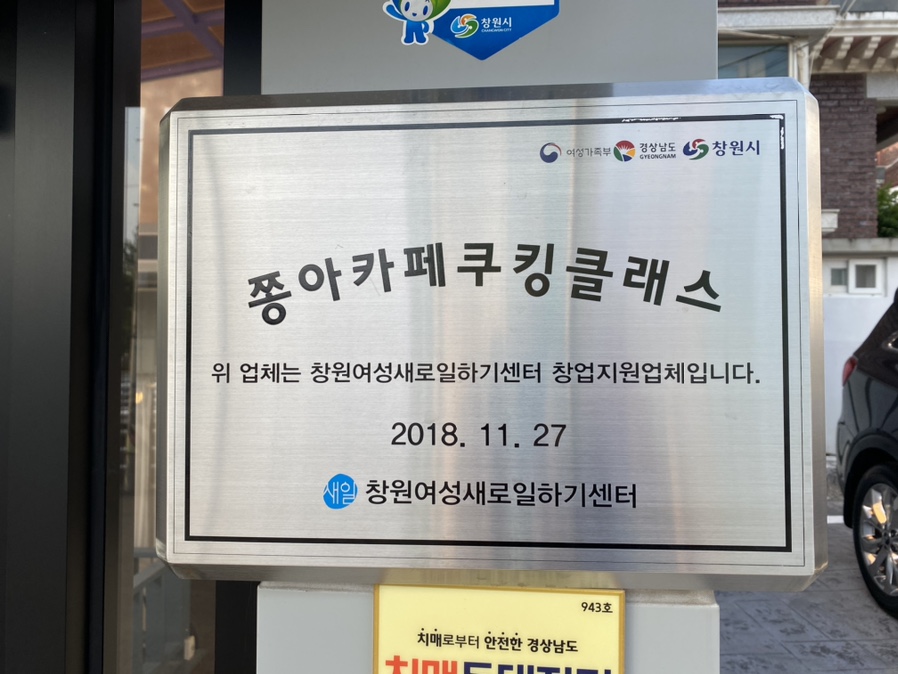 창원시
CHANGWON CITY
여성가족부 경상남도 GYEONGNAM 창원시
쫑아카페쿠킹클래스
위 업체는 창원여성새로일하기센터 창업지원업체입니다.
2018. 11. 27
새일 창원여성새로일하기센터
943호
치매로부터 안전한 경상남도